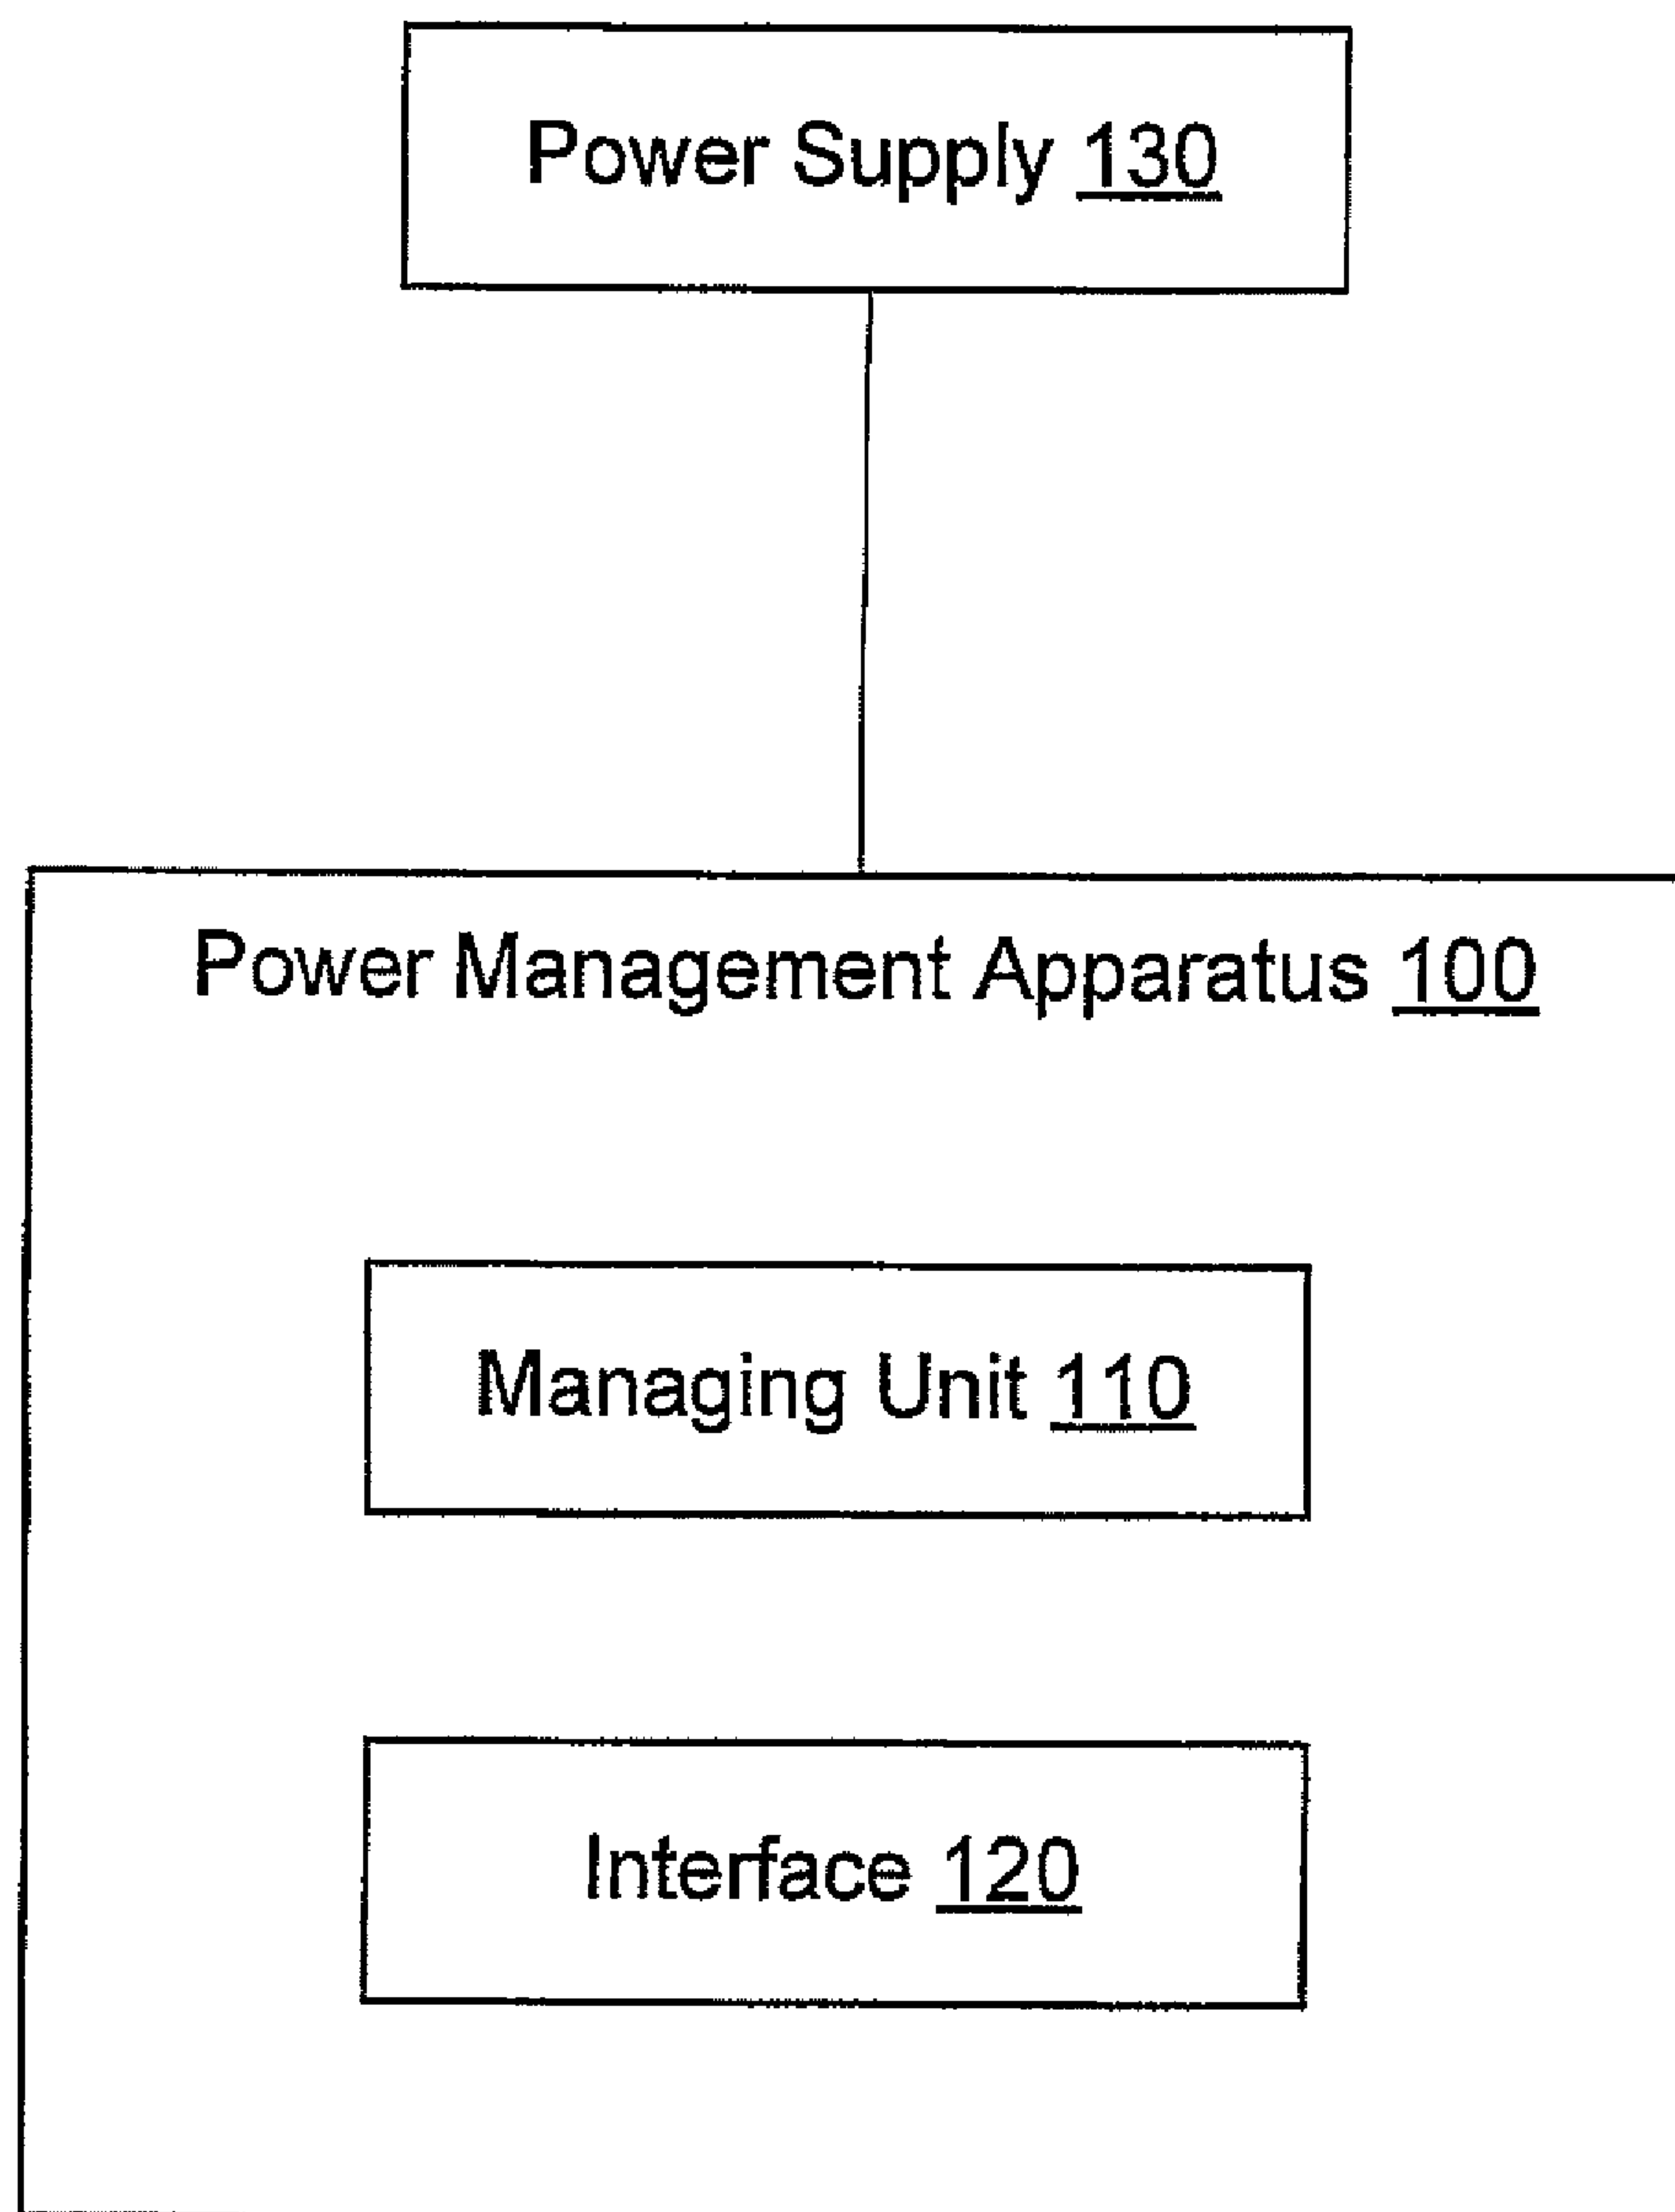 Power Supply 130
Power Management Apparatus 100
Managing Unit 110
Interface 120